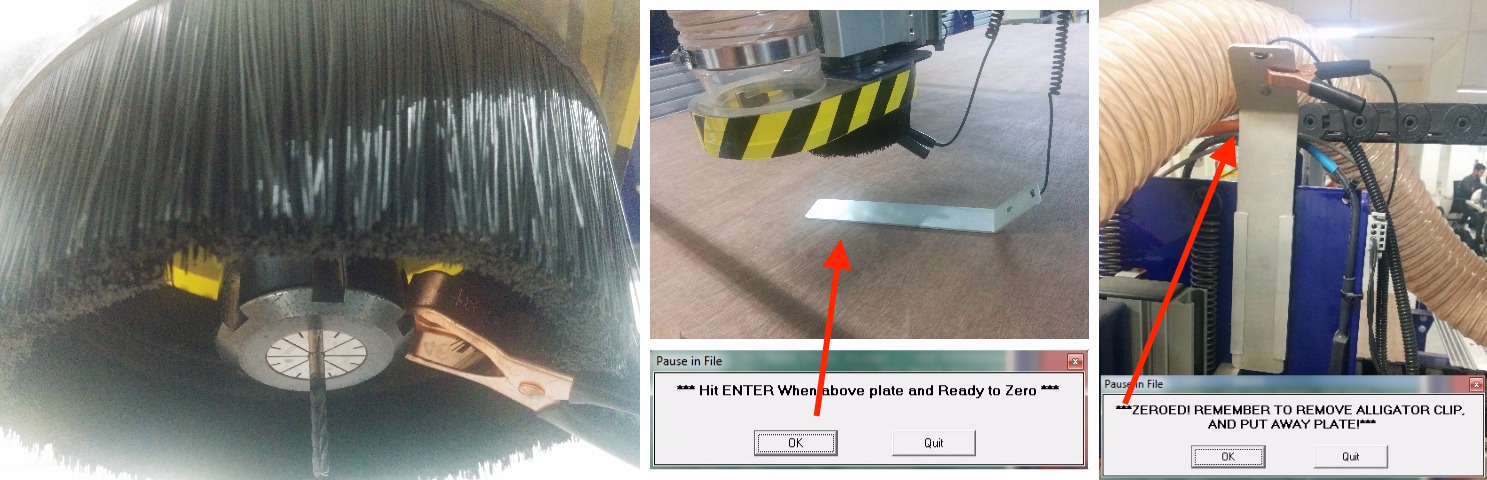 Pause in File
*** Hit ENTER When above plate and Ready to Zero ***
OK
Quit
Pause in File
***ZEROED! REMEMBER TO REMOVE ALLIGATOR CLIP,
AND PUT AWAY PLATE!***
OK
Quit